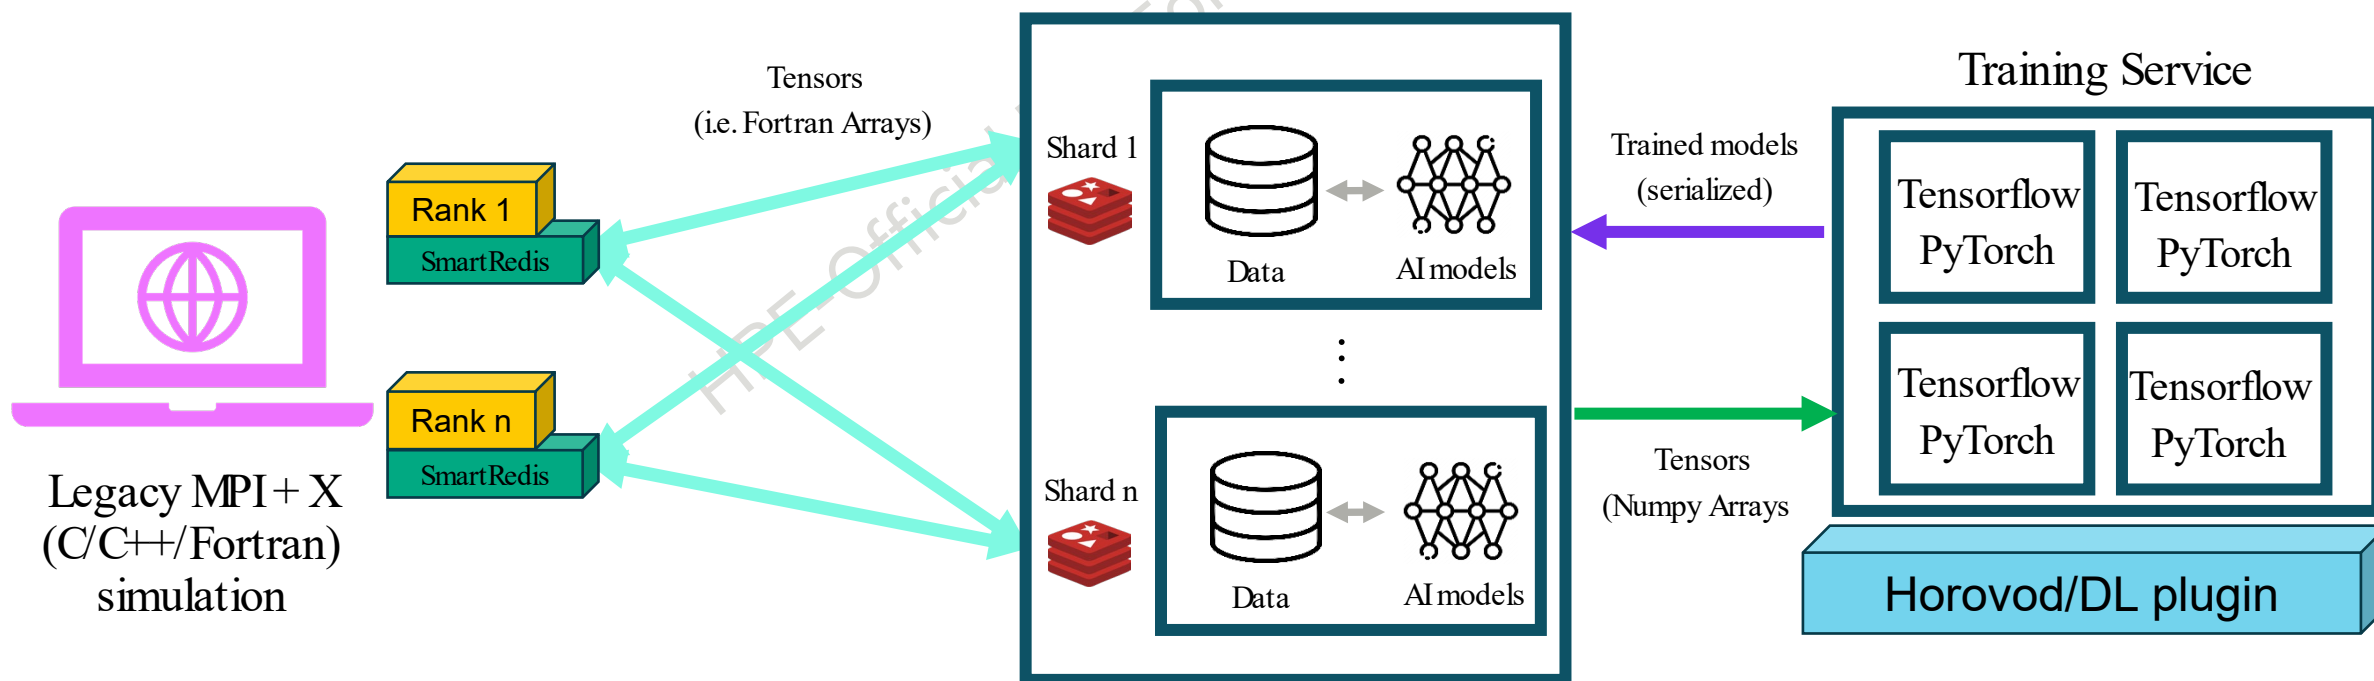 Tensors
(i.e. Fortran Arrays)
Rank 1
SmartRedis
Rank n
SmartRedis
Legacy MPI + X
(C/C++/Fortran)
simulation
Shard 1
Data
AI models
Shard n
Data
AI models
Trained models
(serialized)
Tensors
(Numpy Arrays
Training Service
Tensorflow
PyTorch
Tensorflow
PyTorch
Tensorflow
PyTorch
Tensorflow
PyTorch
Horovod/DL plugin
HPE-Official